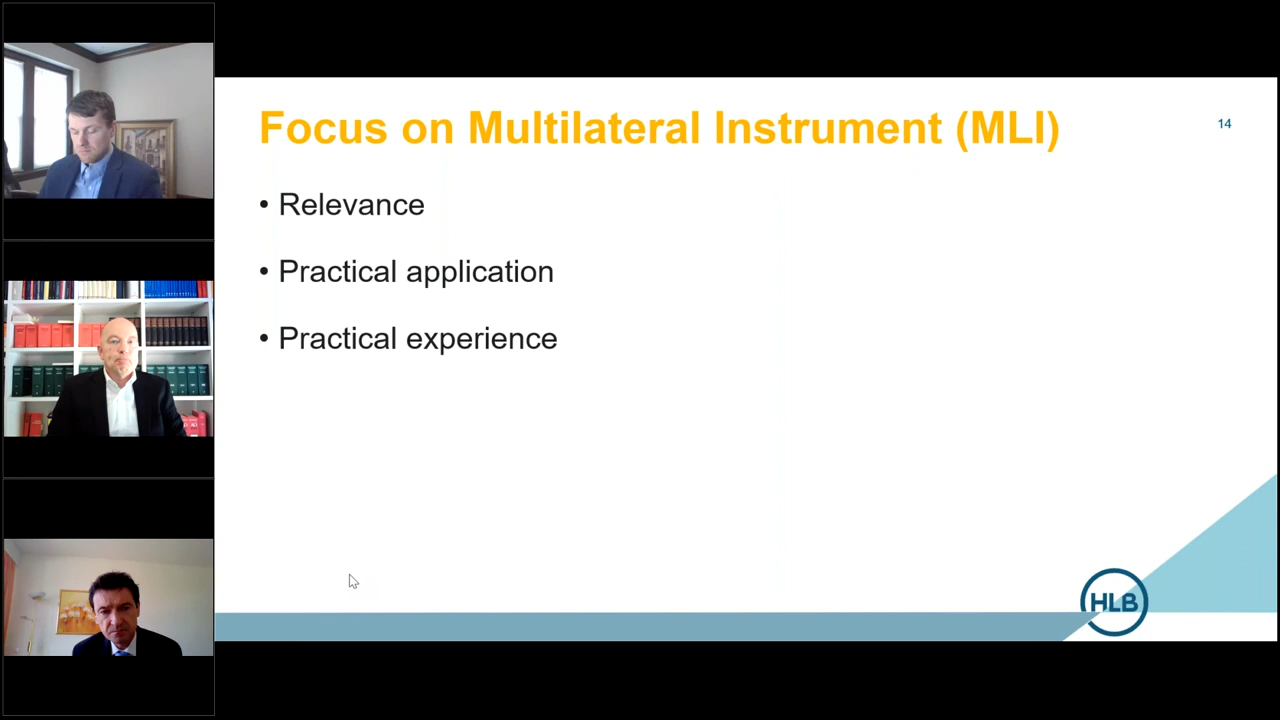 Focus on Multilateral Instrument (MLI)
14
• Relevance
• Practical application
• Practical experience
HLB